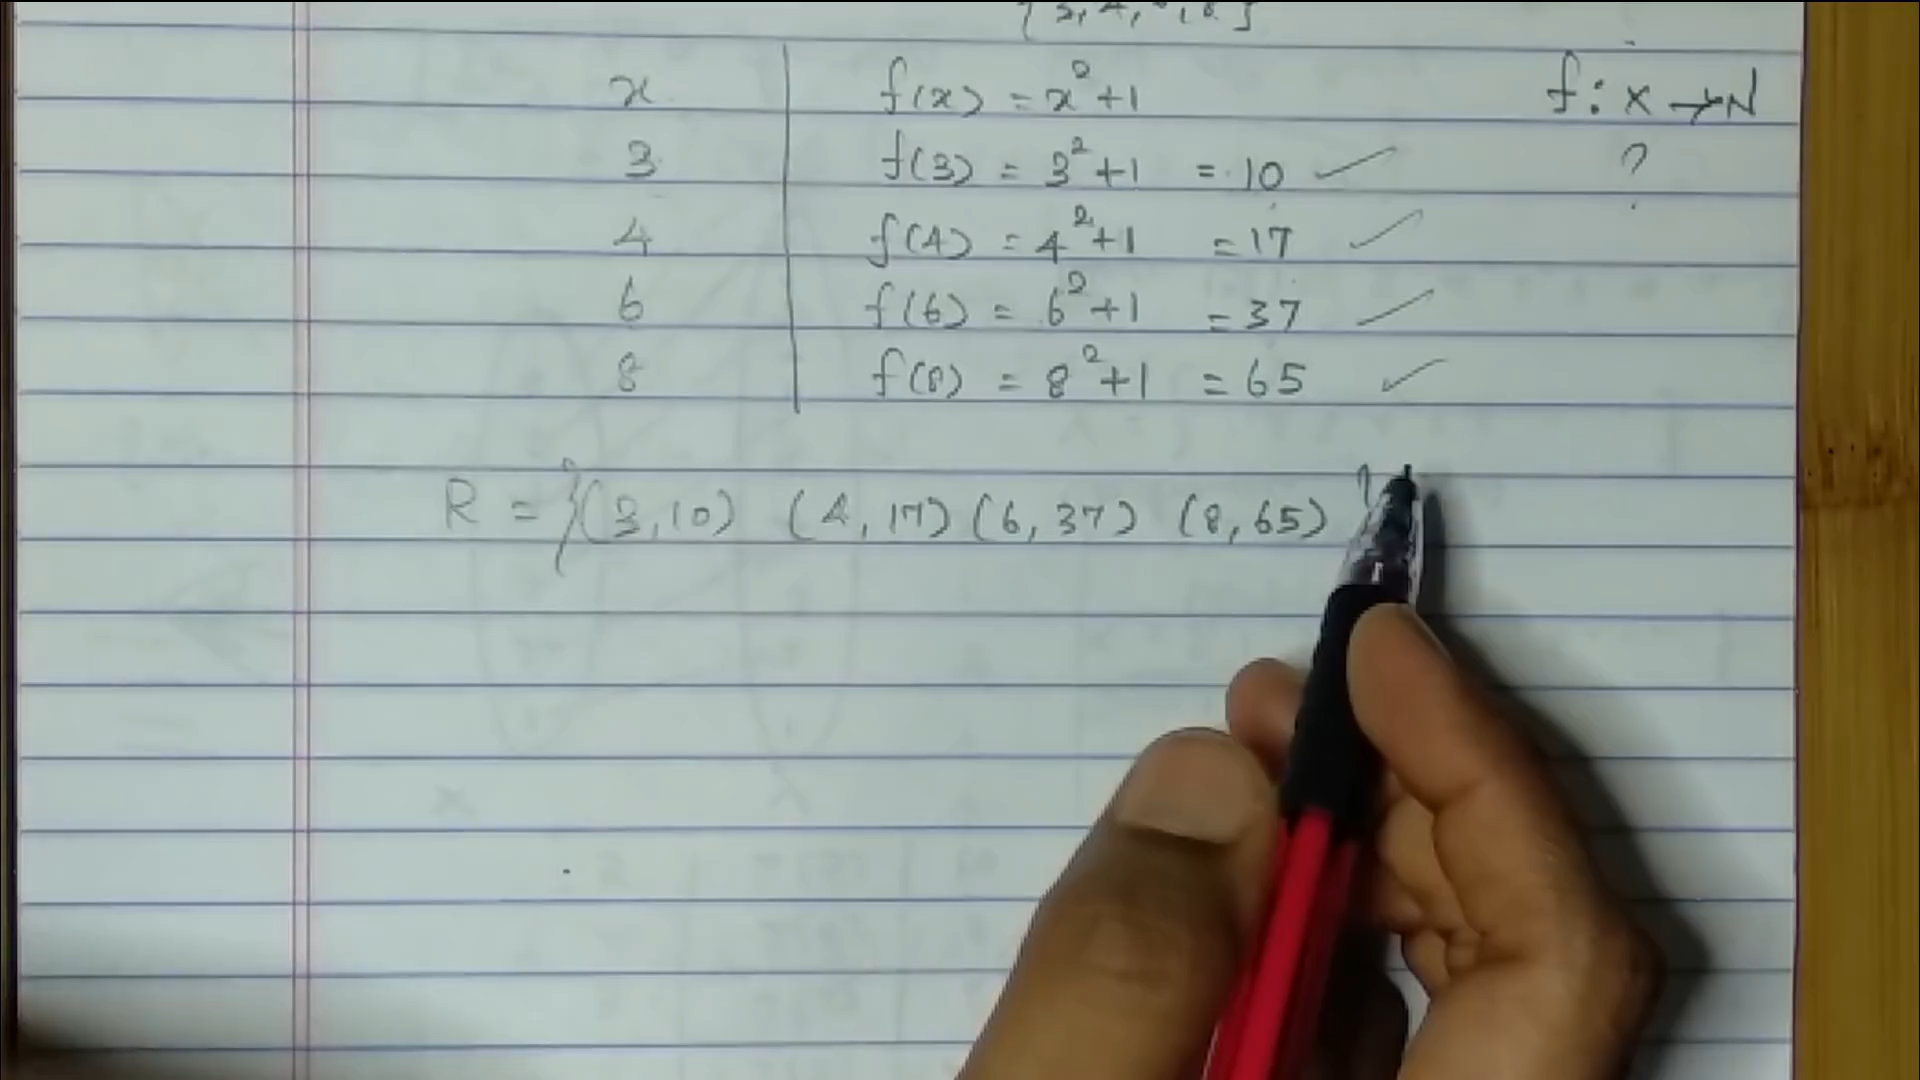 x f(x) = x²+1 f: X → N
3 f(3) = 3²+1 = 10 ✓ ?
4 f(4) = 4²+1 = 17 ✓
6 f(6) = 6²+1 = 37 ✓
8 f(8) = 8²+1 = 65 ✓
R = {(3,10) (4,17) (6,37) (8,65)}